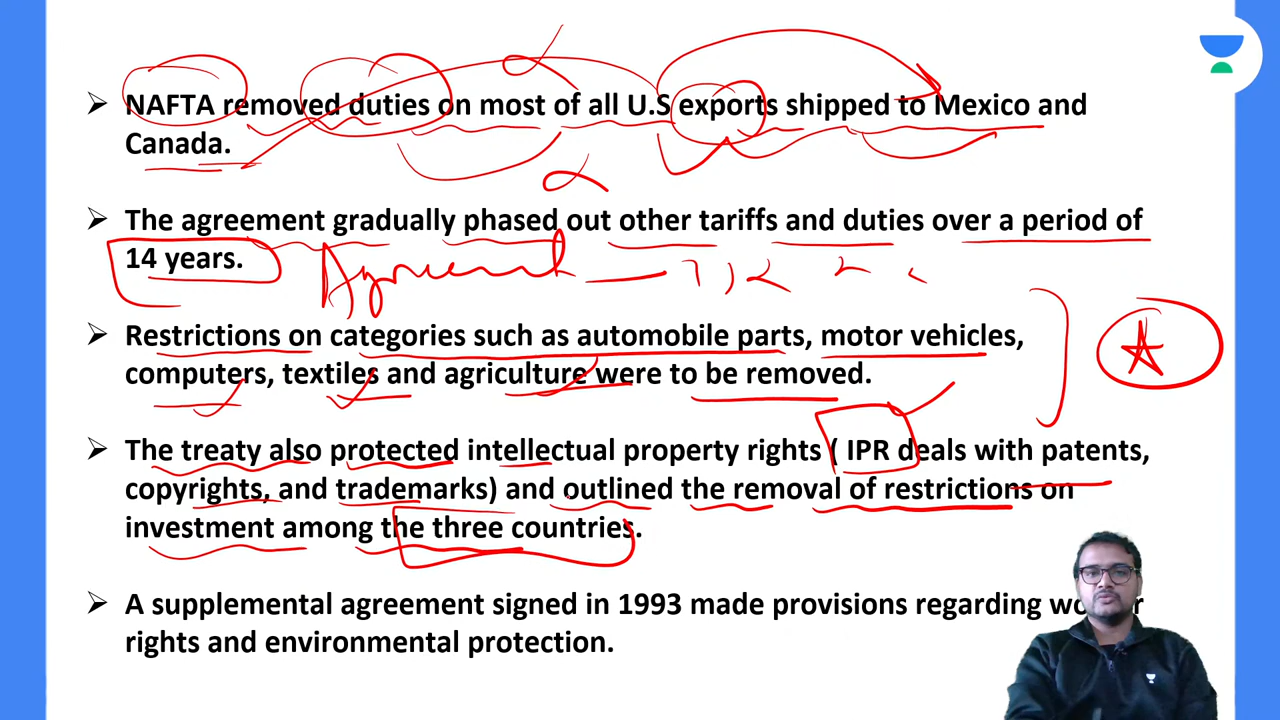 ➢ NAFTA removed duties on most of all U.S exports shipped to Mexico and
Canada.
➢ The agreement gradually phased out other tariffs and duties over a period of
14 years.
Agreement
➢ Restrictions on categories such as automobile parts, motor vehicles,
computers, textiles and agriculture were to be removed.
➢ The treaty also protected intellectual property rights ( IPR deals with patents,
copyrights, and trademarks) and outlined the removal of restrictions on
investment among the three countries.
➢ A supplemental agreement signed in 1993 made provisions regarding
rights and environmental protection.